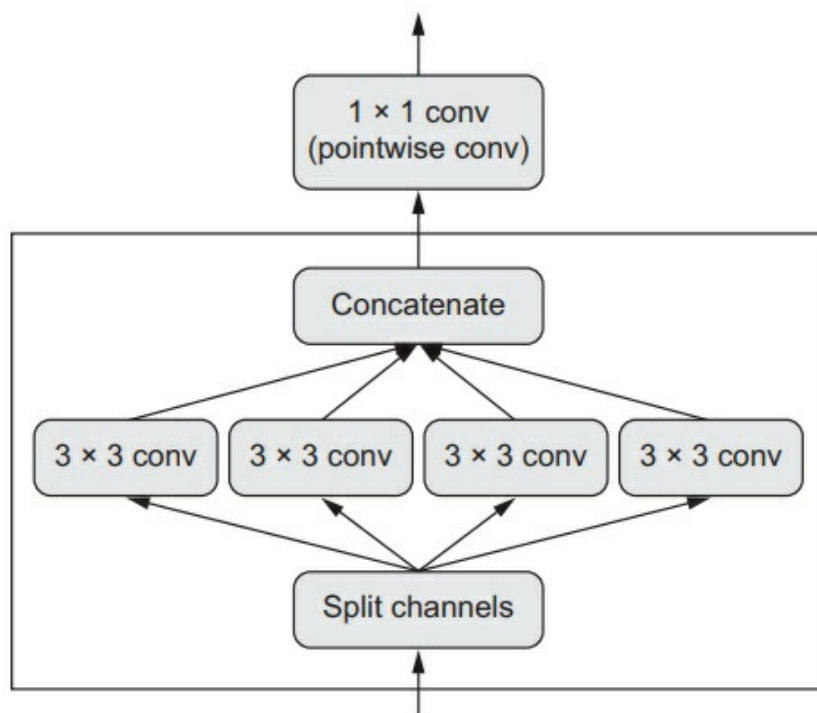 1 × 1 conv
(pointwise conv)
Concatenate
3 × 3 conv
3 × 3 conv
3 × 3 conv
3 × 3 conv
Split channels